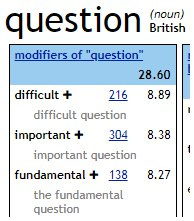 question (noun)
British
modifiers of "question"
28.60
difficult + 216 8.89
difficult question
important + 304 8.38
important question
fundamental + 138 8.27
the fundamental
question